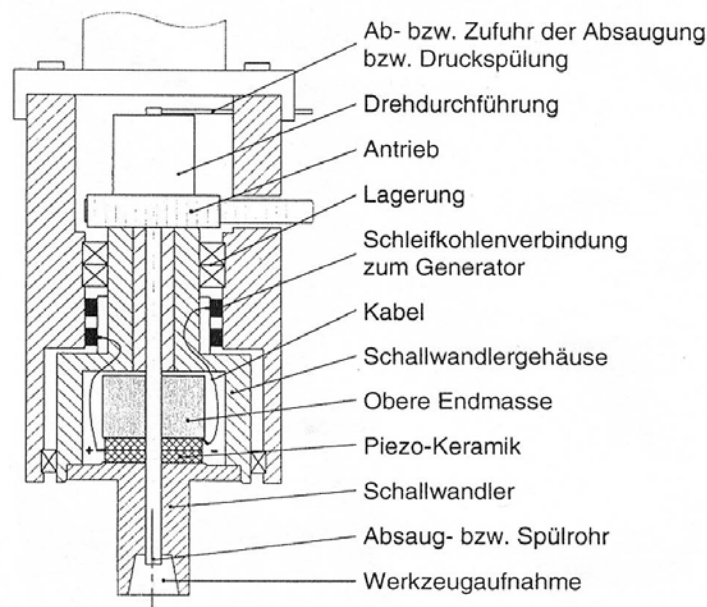 Ab- bzw. Zufuhr der Absaugung
bzw. Druckspülung
Drehdurchführung
Antrieb
Lagerung
Schleifkohlenverbindung
zum Generator
Kabel
Schallwandlergehäuse
Obere Endmasse
+
-
Piezo-Keramik
Schallwandler
Absaug- bzw. Spülrohr
Werkzeugaufnahme